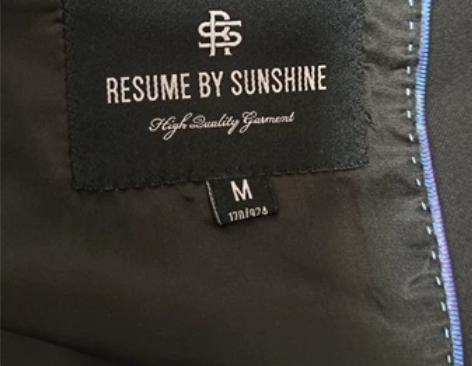 RESUME BY SUNSHINE
High Quality Garment
M
170/92A